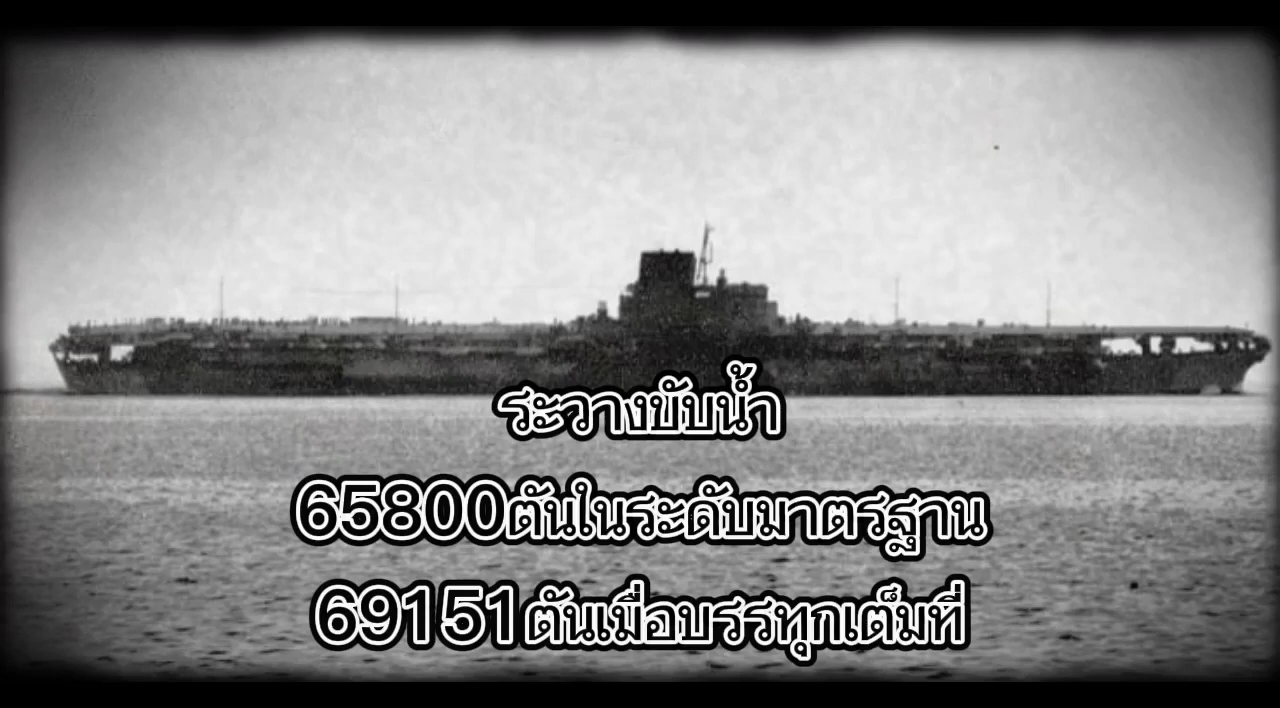 ระวางขับน้ำ
65800ตันในระดับมาตรฐาน
69151ตันเมื่อบรรทุกเต็มที่